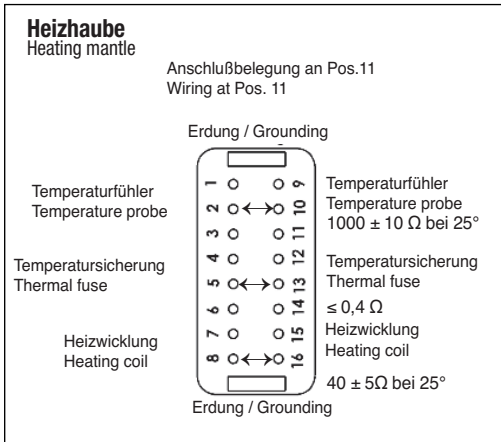 Heizhaube
Heating mantle
Anschlußbelegung an Pos.11
Wiring at Pos. 11
Erdung / Grounding
1 9
Temperaturfühler 2 10 Temperaturfühler
Temperature probe Temperature probe
3 11 1000 ± 10 Ω bei 25°
4 12
Temperatursicherung 5 13 Temperatursicherung
Thermal fuse Thermal fuse
6 14 ≤ 0,4 Ω
7 15
Heizwicklung Heizwicklung
Heating coil 8 16 Heating coil
40 ± 5Ω bei 25°
Erdung / Grounding